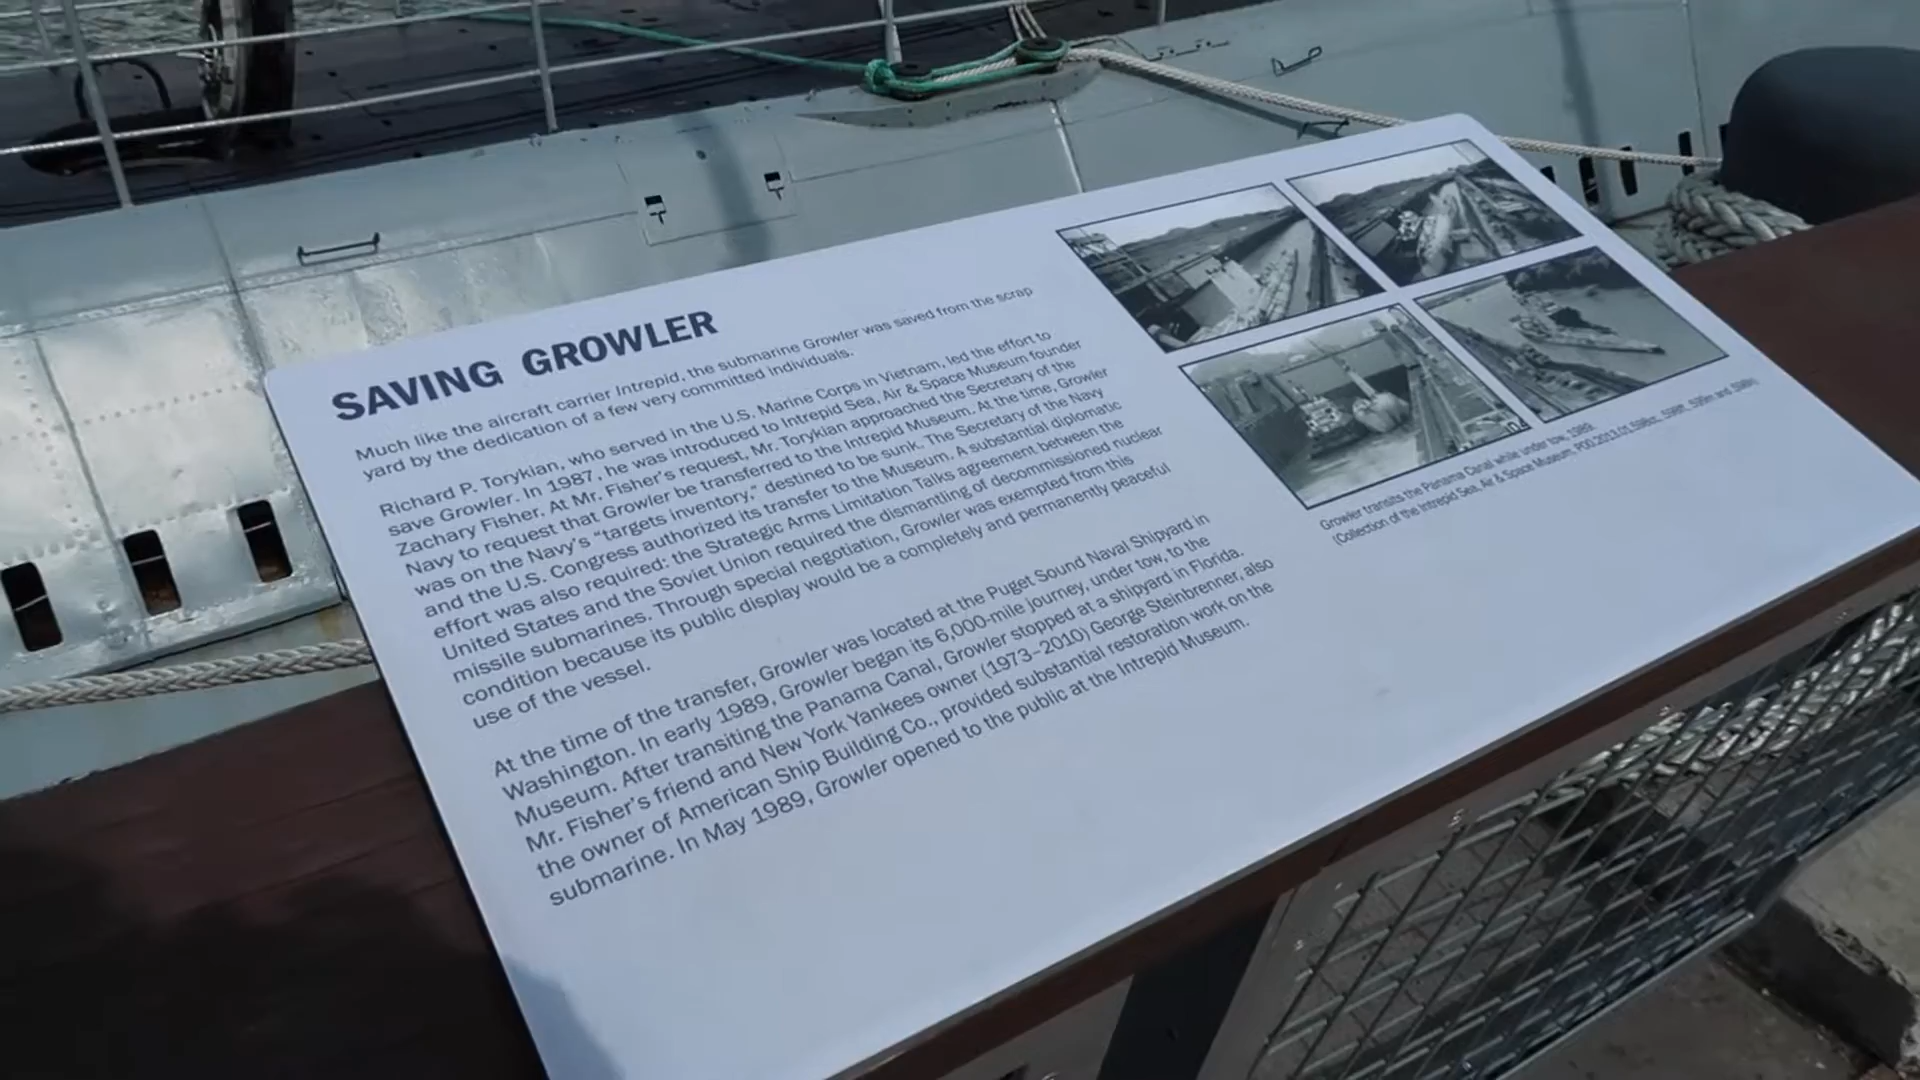 SAVING GROWLER
Much like the aircraft carrier Intrepid, the submarine Growler was saved from the scrap
yard by the dedication of a few very committed individuals.
Richard P. Torykian, who served in the U.S. Marine Corps in Vietnam, led the effort to
save Growler. In 1987, he was introduced to Intrepid Sea, Air & Space Museum founder
Zachary Fisher. At Mr. Fisher's request, Mr. Torykian approached the Secretary of the
Navy to request that Growler be transferred to the Intrepid Museum. At the time, Growler
was on the Navy's "targets inventory," destined to be sunk. The Secretary of the Navy
and the U.S. Congress authorized its transfer to the Museum. A substantial diplomatic
effort was also required: the Strategic Arms Limitation Talks agreement between the
United States and the Soviet Union required the dismantling of decommissioned nuclear
missile submarines. Through special negotiation, Growler was exempted from this
condition because its public display would be a completely and permanently peaceful
use of the vessel.
At the time of the transfer, Growler was located at the Puget Sound Naval Shipyard in
Washington. In early 1989, Growler began its 6,000-mile journey, under tow, to the
Museum. After transiting the Panama Canal, Growler stopped at a shipyard in Florida.
Mr. Fisher's friend and New York Yankees owner (1973–2010) George Steinbrenner, also
the owner of American Ship Building Co., provided substantial restoration work on the
submarine. In May 1989, Growler opened to the public at the Intrepid Museum.
Growler transits the Panama Canal while under tow, 1989.
(Collection of the Intrepid Sea, Air & Space Museum.